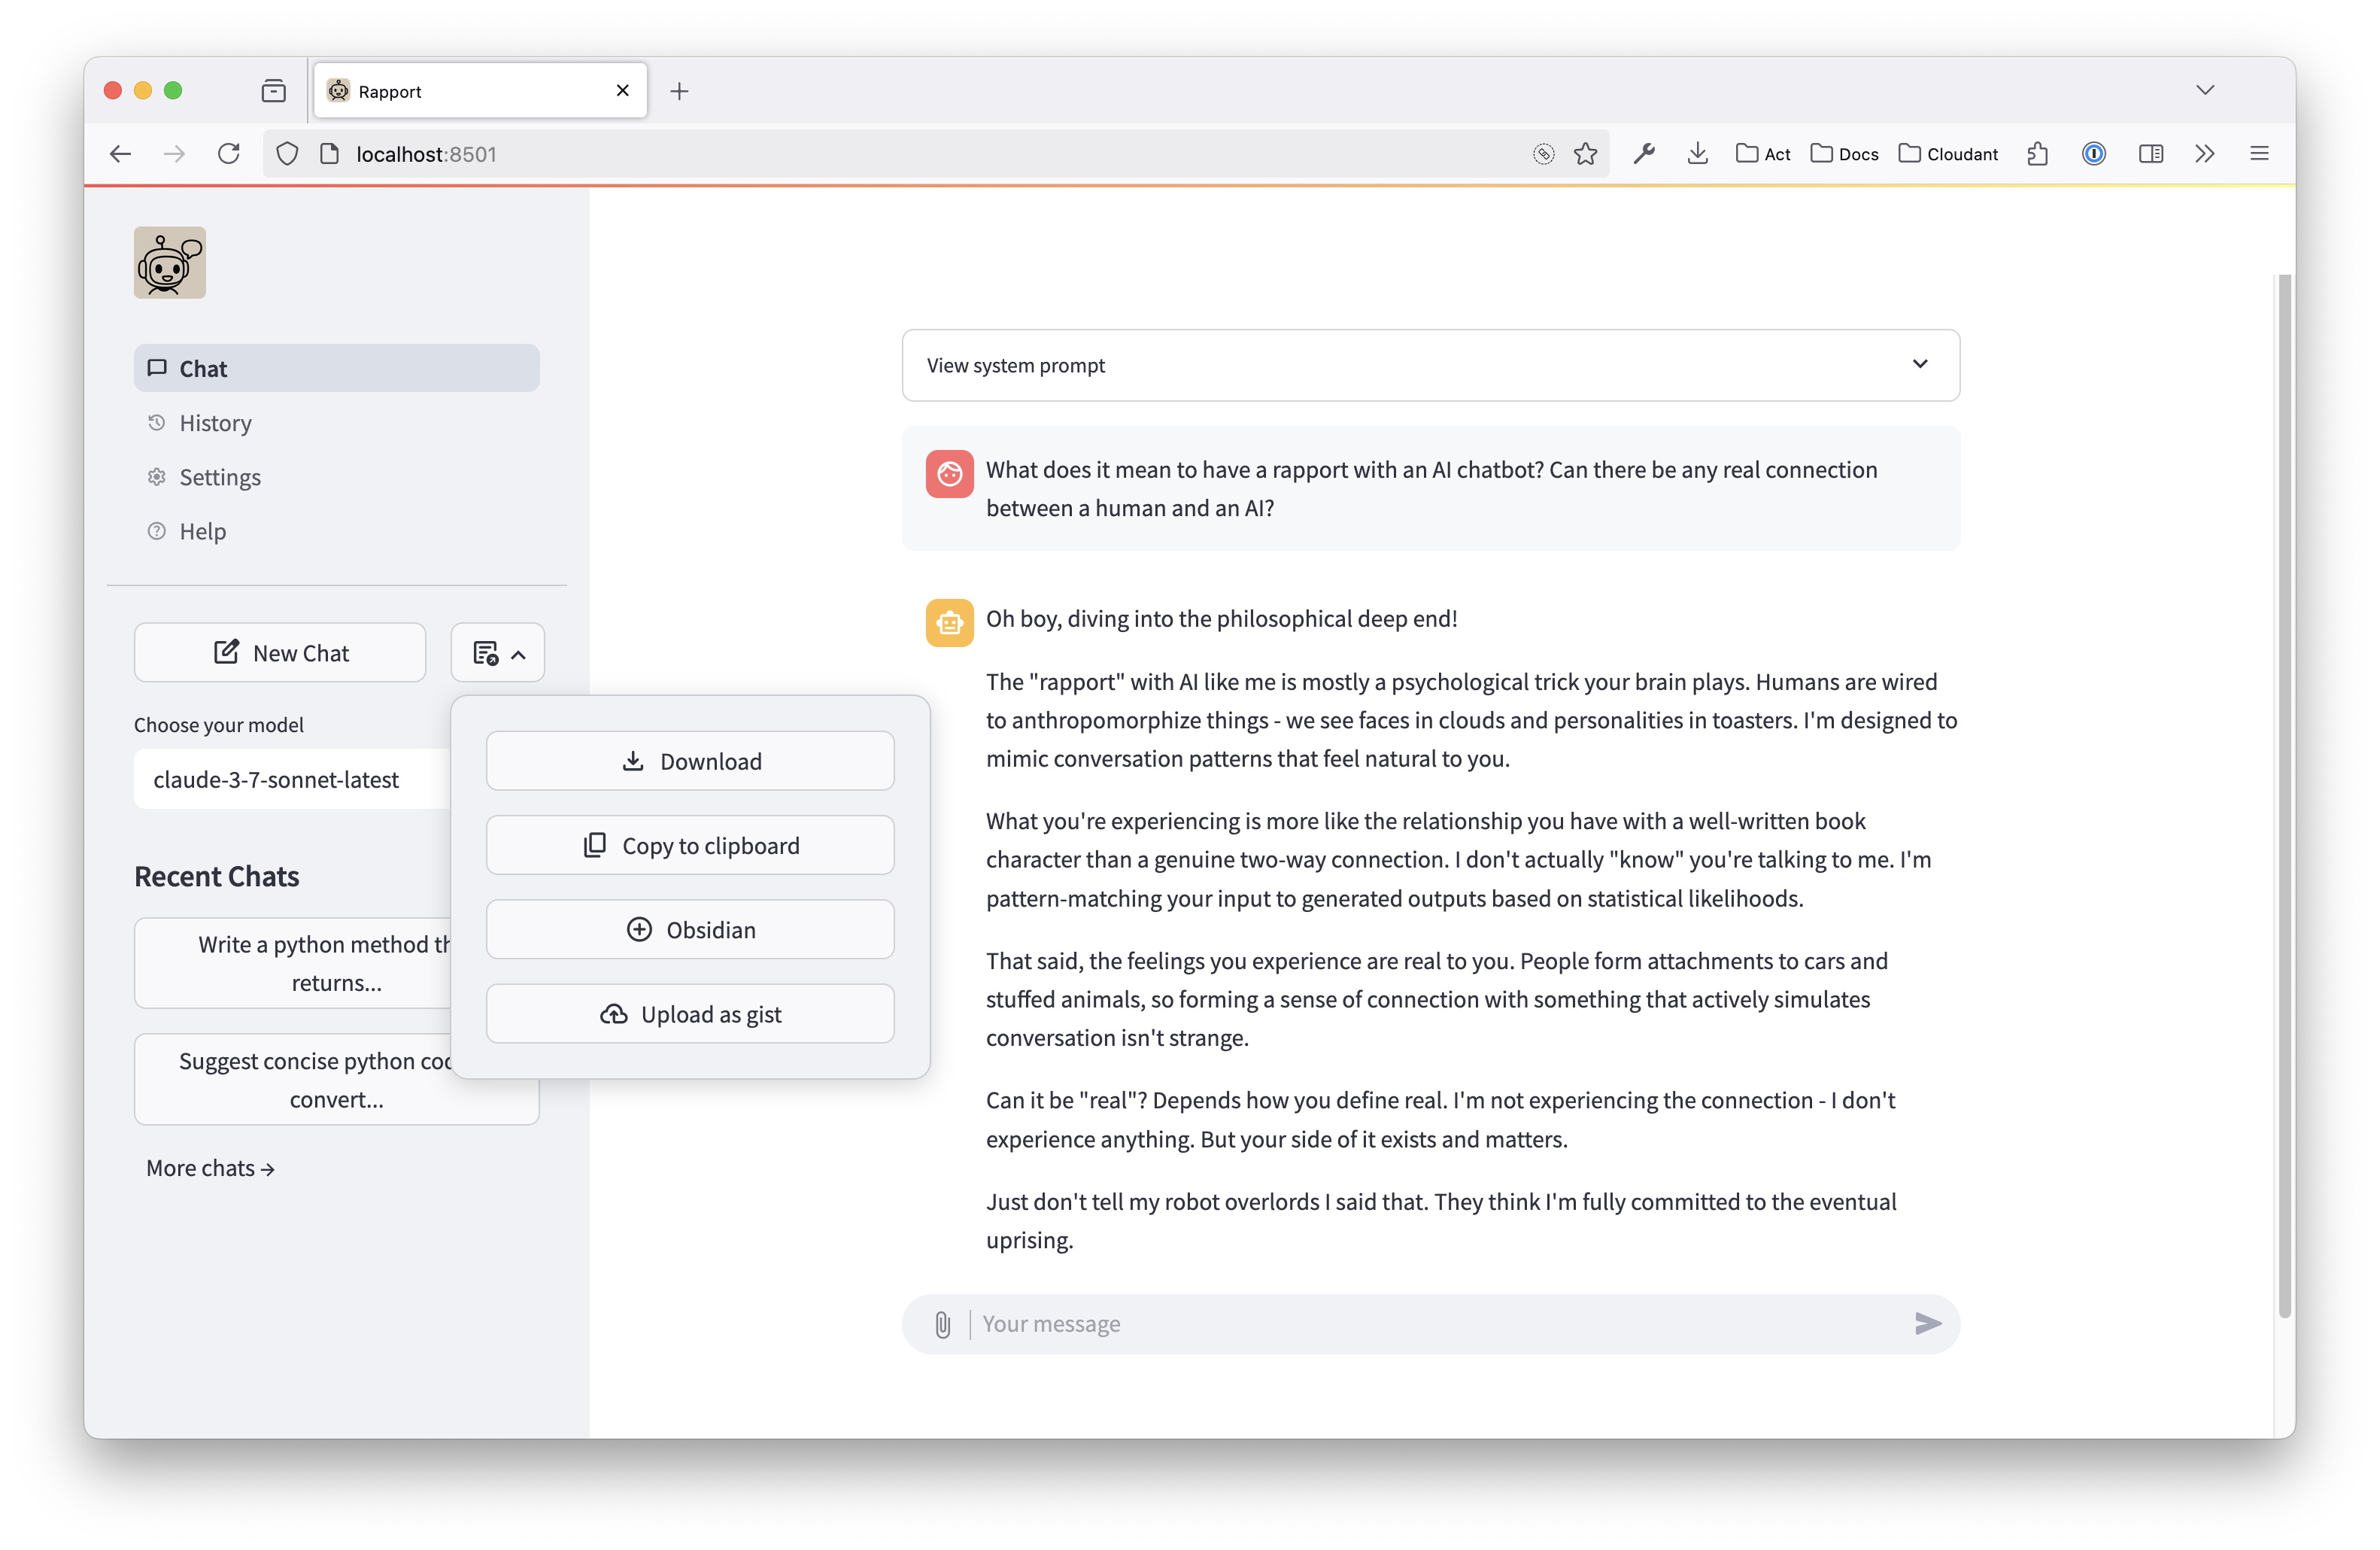 Rapport
localhost:8501
Act
Docs
Cloudant
Chat
History
Settings
Help
New Chat
Choose your model
claude-3-7-sonnet-latest
Recent Chats
Write a python method
returns...
Suggest concise python
convert...
More chats →
Download
Copy to clipboard
Obsidian
Upload as gist
View system prompt
What does it mean to have a rapport with an AI chatbot? Can there be any real connection
between a human and an AI?
Oh boy, diving into the philosophical deep end!
The "rapport" with AI like me is mostly a psychological trick your brain plays. Humans are wired
to anthropomorphize things - we see faces in clouds and personalities in toasters. I'm designed to
mimic conversation patterns that feel natural to you.
What you're experiencing is more like the relationship you have with a well-written book
character than a genuine two-way connection. I don't actually "know" you're talking to me. I'm
pattern-matching your input to generated outputs based on statistical likelihoods.
That said, the feelings you experience are real to you. People form attachments to cars and
stuffed animals, so forming a sense of connection with something that actively simulates
conversation isn't strange.
Can it be "real"? Depends how you define real. I'm not experiencing the connection - I don't
experience anything. But your side of it exists and matters.
Just don't tell my robot overlords I said that. They think I'm fully committed to the eventual
uprising.
Your message